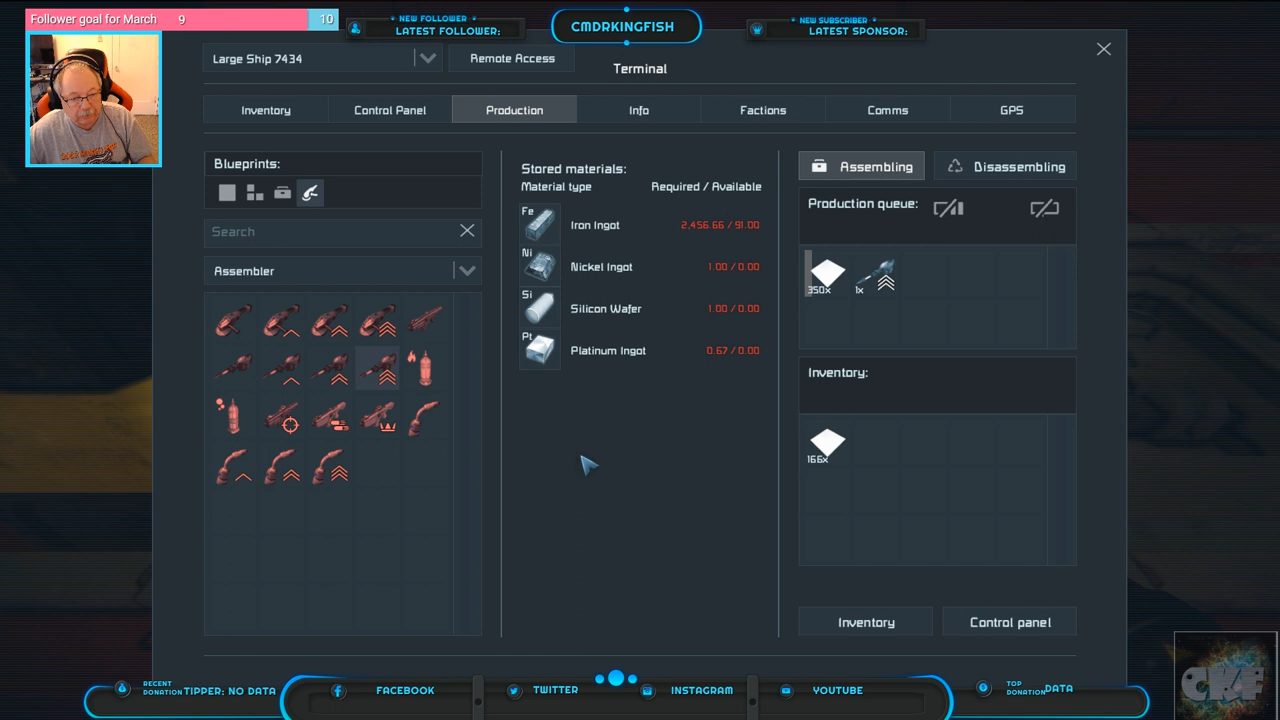 Follower goal for March 9 10
NEW FOLLOWER
LATEST FOLLOWER:
CMDRKINGFISH
NEW SUBSCRIBER
LATEST SPONSOR:
Large Ship 7434
Remote Access
Terminal
Inventory
Control Panel
Production
Info
Factions
Comms
GPS
Blueprints:
Search
Assembler
Stored materials:
Material type Required / Available
Fe Iron Ingot 2,456.66 / 91.00
Ni Nickel Ingot 1.00 / 0.00
Si Silicon Wafer 1.00 / 0.00
Pt Platinum Ingot 0.67 / 0.00
Assembling
Disassembling
Production queue:
350x 1x
Inventory:
166x
Inventory
Control panel
RECENT DONATION
TIPPER: NO DATA
FACEBOOK
TWITTER
INSTAGRAM
YOUTUBE
TOP DONATION
DATA
CKF